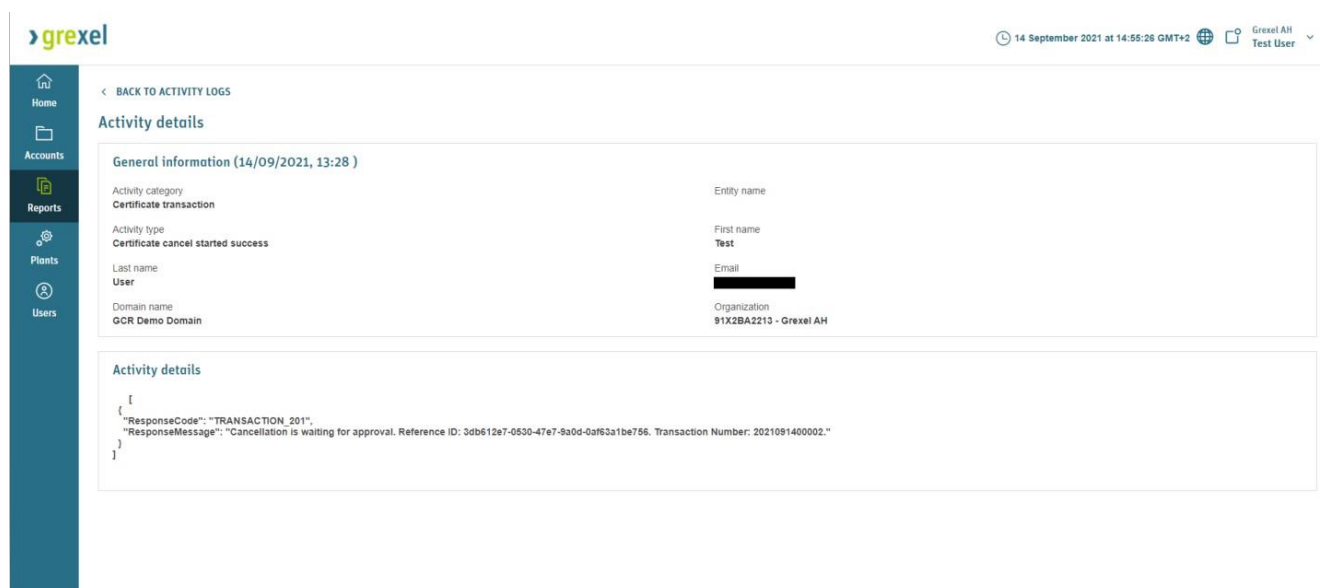 grexel
14 September 2021 at 14:55:26 GMT+2
Grexel AH
Test User
Home
Accounts
Reports
Plants
Users
< BACK TO ACTIVITY LOGS
Activity details
General information (14/09/2021, 13:28 )
Activity category
Certificate transaction
Entity name
Activity type
Certificate cancel started success
First name
Test
Last name
User
Email
Domain name
GCR Demo Domain
Organization
91X2BA2213 - Grexel AH
Activity details
[
{
"ResponseCode": "TRANSACTION_201",
"ResponseMessage": "Cancellation is waiting for approval. Reference ID: 3db612e7-0530-47e7-9a0d-0af63a1be756. Transaction Number: 2021091400002."
}
]